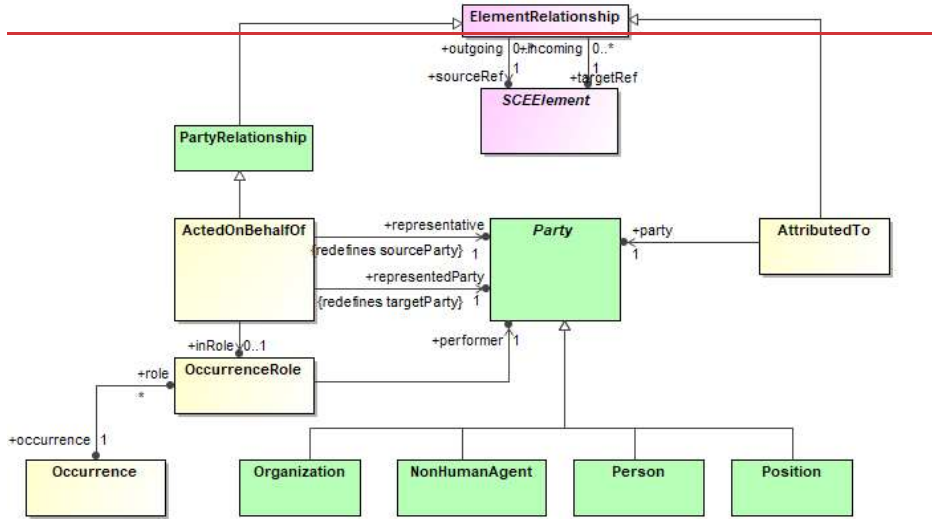 ElementRelationship
+outgoing 0..* +incoming 0..*
1 1
+sourceRef +targetRef
SCEElement
PartyRelationship
ActedOnBehalfOf
+representative
{redefines sourceParty} 1
+representedParty
{redefines targetParty} 1
Party
+party
1
AttributedTo
+inRole 0..1
+performer 1
OccurrenceRole
+role
*
+occurrence 1
Occurrence
Organization
NonHumanAgent
Person
Position